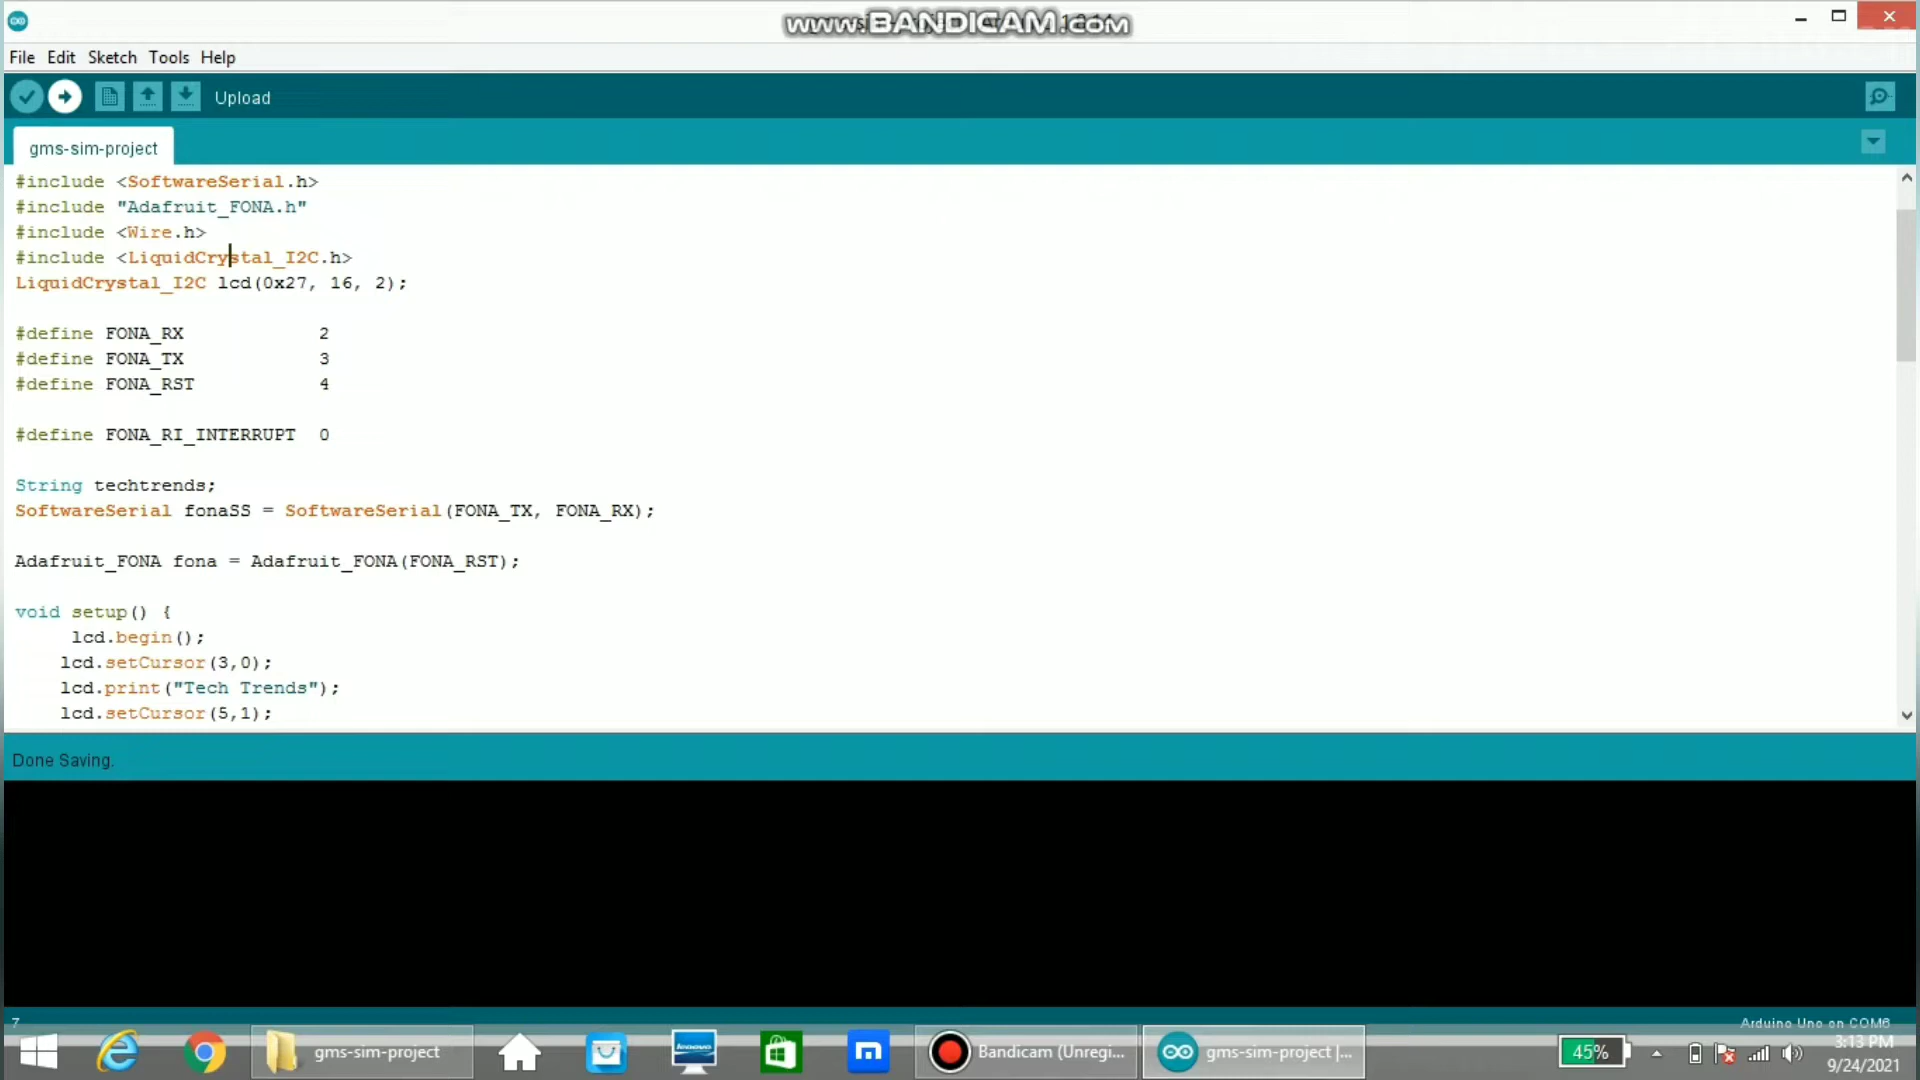 www.BANDICAM.com
File Edit Sketch Tools Help
Upload
gms-sim-project
#include <SoftwareSerial.h>
#include "Adafruit_FONA.h"
#include <Wire.h>
#include <LiquidCrystal_I2C.h>
LiquidCrystal_I2C lcd(0x27, 16, 2);
#define FONA_RX 2
#define FONA_TX 3
#define FONA_RST 4
#define FONA_RI_INTERRUPT 0
String techtrends;
SoftwareSerial fonaSS = SoftwareSerial(FONA_TX, FONA_RX);
Adafruit_FONA fona = Adafruit_FONA(FONA_RST);
void setup() {
lcd.begin();
lcd.setCursor(3,0);
lcd.print("Tech Trends");
lcd.setCursor(5,1);
Done Saving.
7
Arduino Uno on COM6
gms-sim-project
lenovo
Bandicam (Unregi...
gms-sim-project |...
45%
3:13 PM
9/24/2021